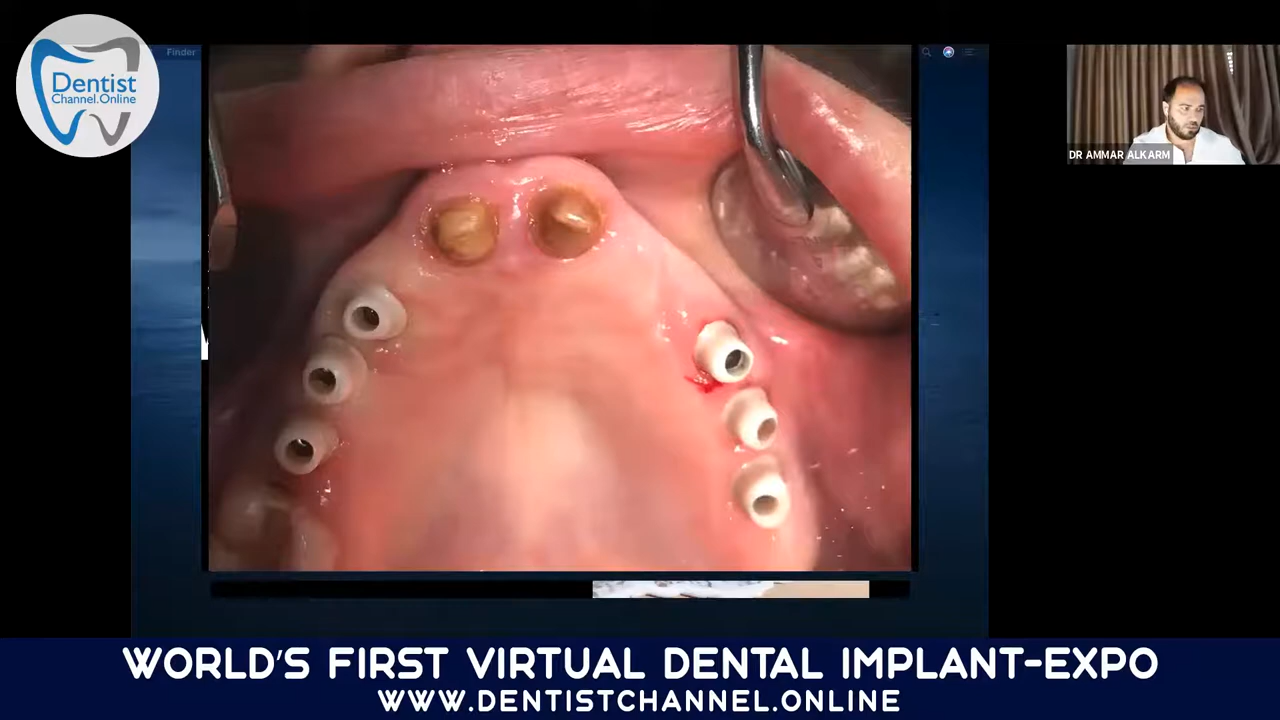 Dentist
Channel.Online
Finder
DR AMMAR ALKARM
WORLD'S FIRST VIRTUAL DENTAL IMPLANT-EXPO
WWW.DENTISTCHANNEL.ONLINE